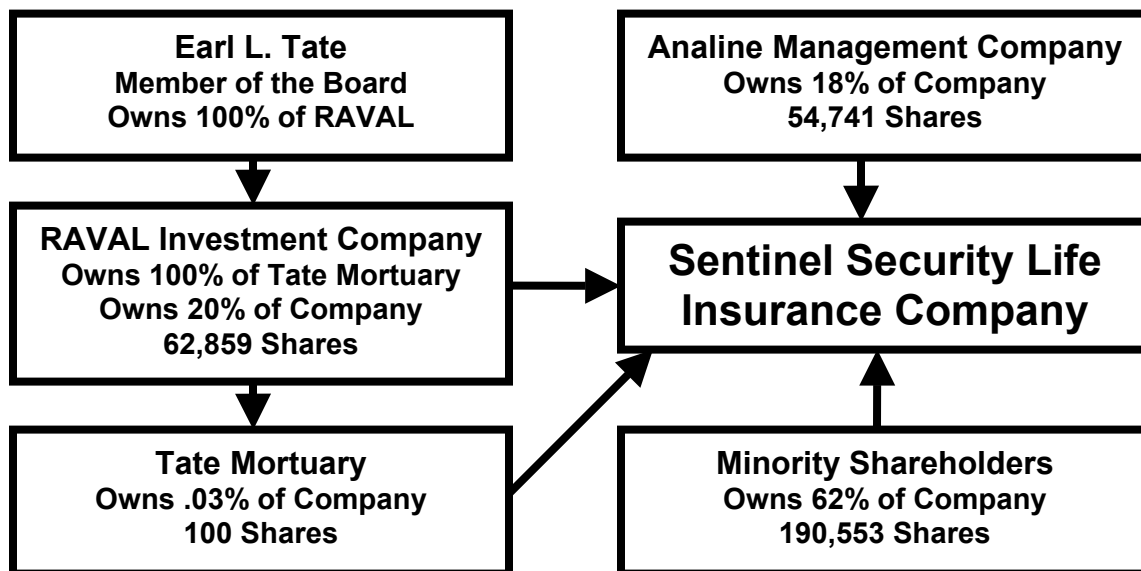 Earl L. Tate
Member of the Board
Owns 100% of RAVAL
Analine Management Company
Owns 18% of Company
54,741 Shares
RAVAL Investment Company
Owns 100% of Tate Mortuary
Owns 20% of Company
62,859 Shares
Sentinel Security Life
Insurance Company
Tate Mortuary
Owns .03% of Company
100 Shares
Minority Shareholders
Owns 62% of Company
190,553 Shares